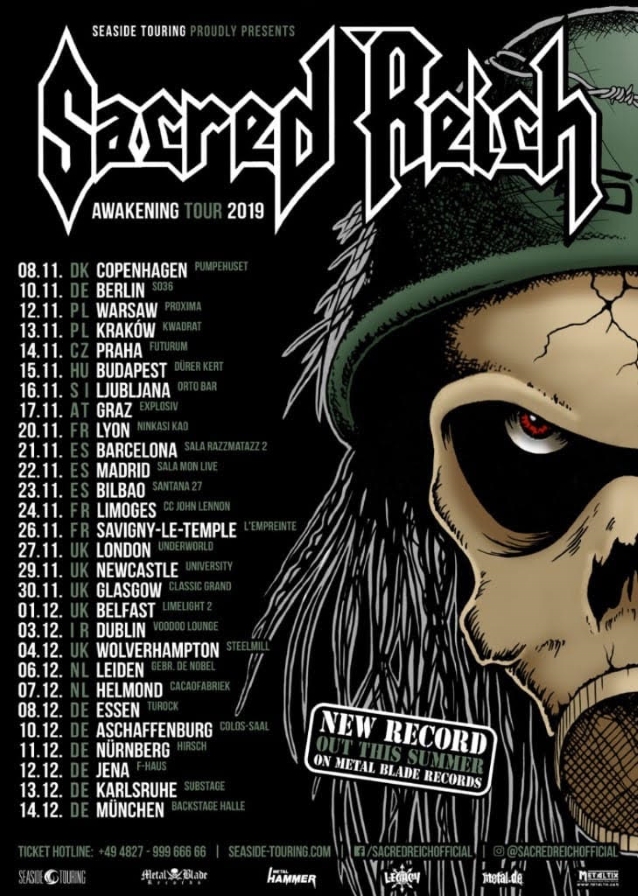 SEASIDE TOURING PROUDLY PRESENTS
Sacred Reich
AWAKENING TOUR 2019
08.11. DK COPENHAGEN PUMPEHUSET
10.11. DE BERLIN SO36
12.11. PL WARSAW PROXIMA
13.11. PL KRAKÓW KWADRAT
14.11. CZ PRAHA FUTURUM
15.11. HU BUDAPEST DÜRER KERT
16.11. SI LJUBLJANA ORTO BAR
17.11. AT GRAZ EXPLOSIV
20.11. FR LYON NINKASI KAO
21.11. ES BARCELONA SALA RAZZMATAZZ 2
22.11. ES MADRID SALA MON LIVE
23.11. ES BILBAO SANTANA 27
24.11. FR LIMOGES CC JOHN LENNON
26.11. FR SAVIGNY-LE-TEMPLE L'EMPREINTE
27.11. UK LONDON UNDERWORLD
29.11. UK NEWCASTLE UNIVERSITY
30.11. UK GLASGOW CLASSIC GRAND
01.12. UK BELFAST LIMELIGHT 2
03.12. IR DUBLIN VOODOO LOUNGE
04.12. UK WOLVERHAMPTON STEELMILL
06.12. NL LEIDEN GEBR. DE NOBEL
07.12. NL HELMOND CACAOFABRIEK
08.12. DE ESSEN TUROCK
10.12. DE ASCHAFFENBURG COLOS-SAAL
11.12. DE NÜRNBERG HIRSCH
12.12. DE JENA F-HAUS
13.12. DE KARLSRUHE SUBSTAGE
14.12. DE MÜNCHEN BACKSTAGE HALLE
NEW RECORD
OUT THIS SUMMER
ON METAL BLADE RECORDS
TICKET HOTLINE: +49 4827 - 999 666 66 | SEASIDE-TOURING.COM | /SACREDREICHOFFICIAL | @SACREDREICHOFFICIAL
SEASIDE TOURING Metal Blade Records METAL HAMMER LEGACY metal.de METALTIX
www.metaltix.com